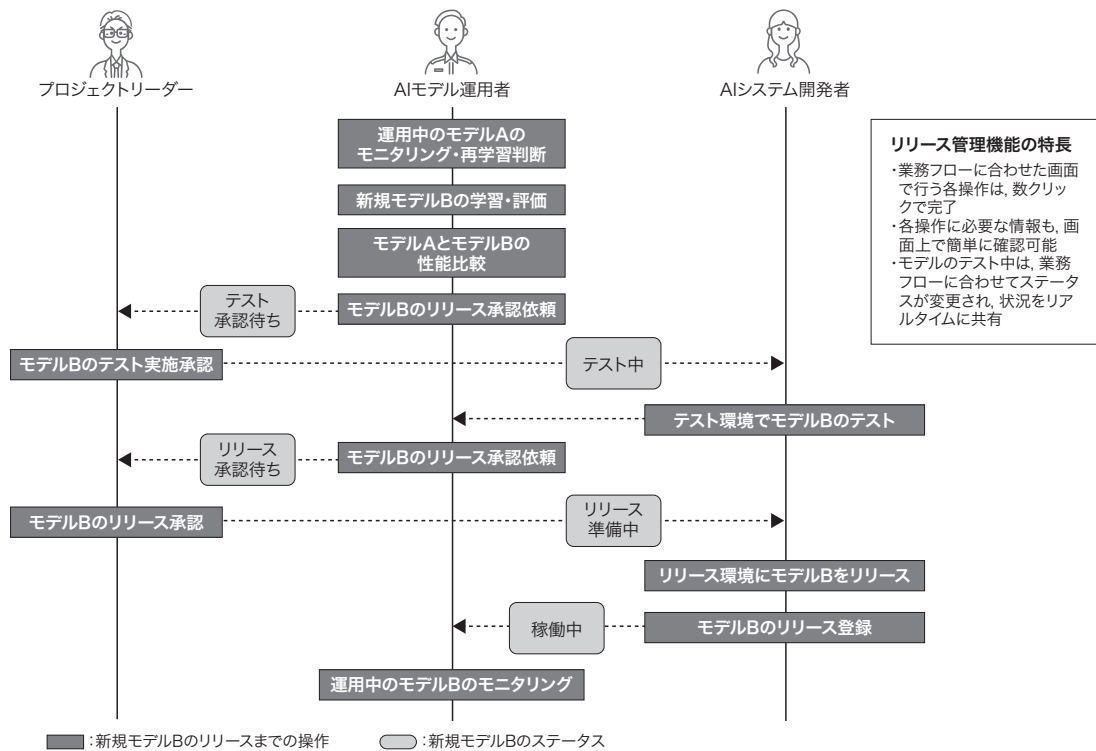 プロジェクトリーダー
AIモデル運用者
AIシステム開発者
運用中のモデルAの
モニタリング・再学習判断
新規モデルBの学習・評価
モデルAとモデルBの
性能比較
リリース管理機能の特長
・業務フローに合わせた画面
で行う各操作は, 数クリッ
クで完了
・各操作に必要な情報も, 画
面上で簡単に確認可能
・モデルのテスト中は, 業務
フローに合わせてステータ
スが変更され, 状況をリア
ルタイムに共有
テスト
承認待ち
モデルBのリリース承認依頼
モデルBのテスト実施承認
テスト中
テスト環境でモデルBのテスト
リリース
承認待ち
モデルBのリリース承認依頼
モデルBのリリース承認
リリース
準備中
リリース環境にモデルBをリリース
稼働中
モデルBのリリース登録
運用中のモデルBのモニタリング
:新規モデルBのリリースまでの操作
:新規モデルBのステータス